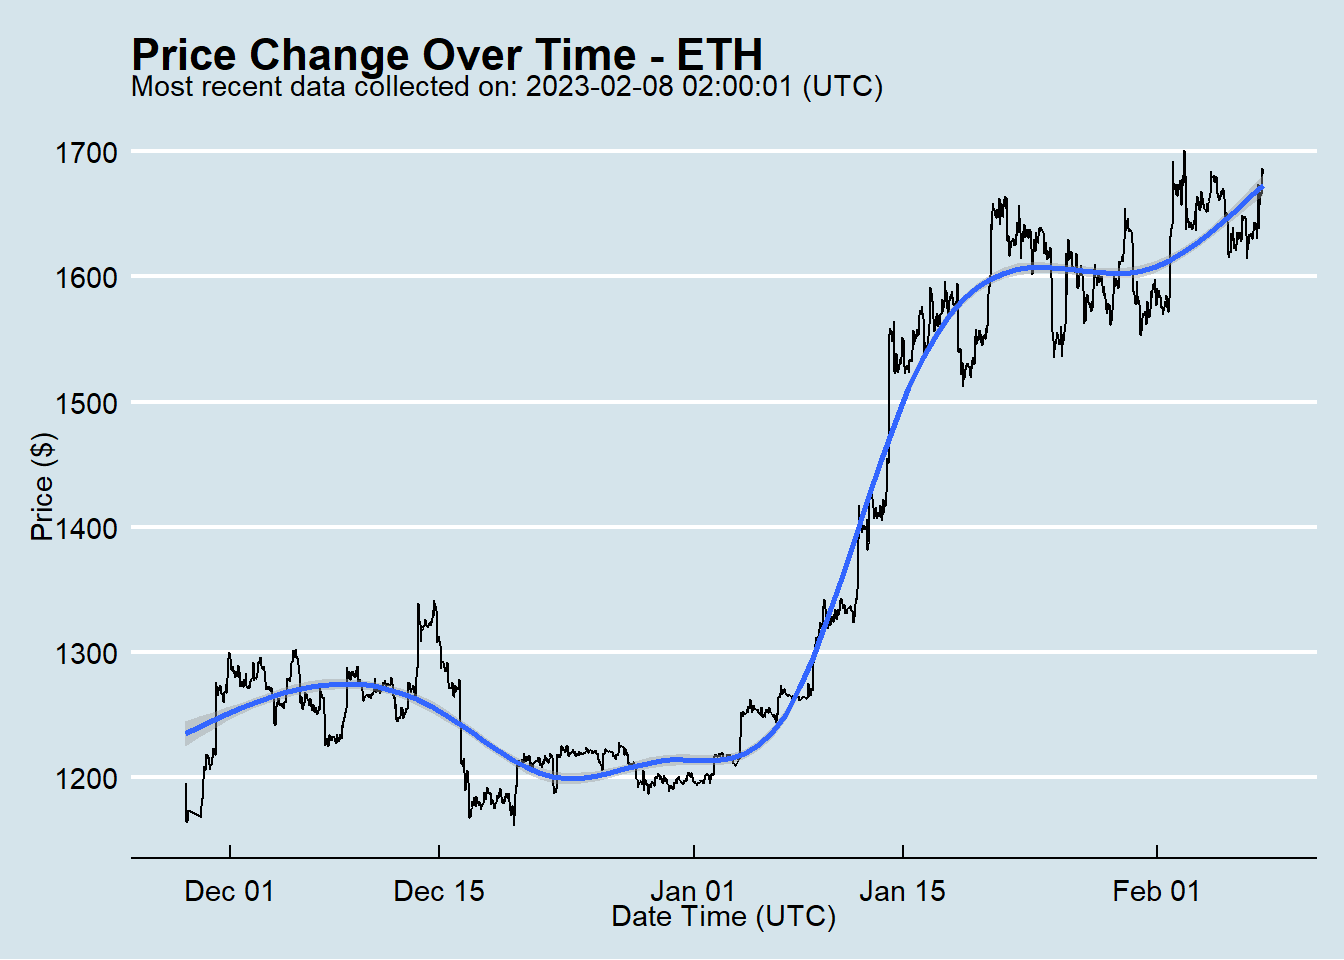 Price Change Over Time - ETH
Most recent data collected on: 2023-02-08 02:00:01 (UTC)
1700
1600
1500
1400
1300
1200
Price ($)
Dec 01
Dec 15
Jan 01
Jan 15
Feb 01
Date Time (UTC)